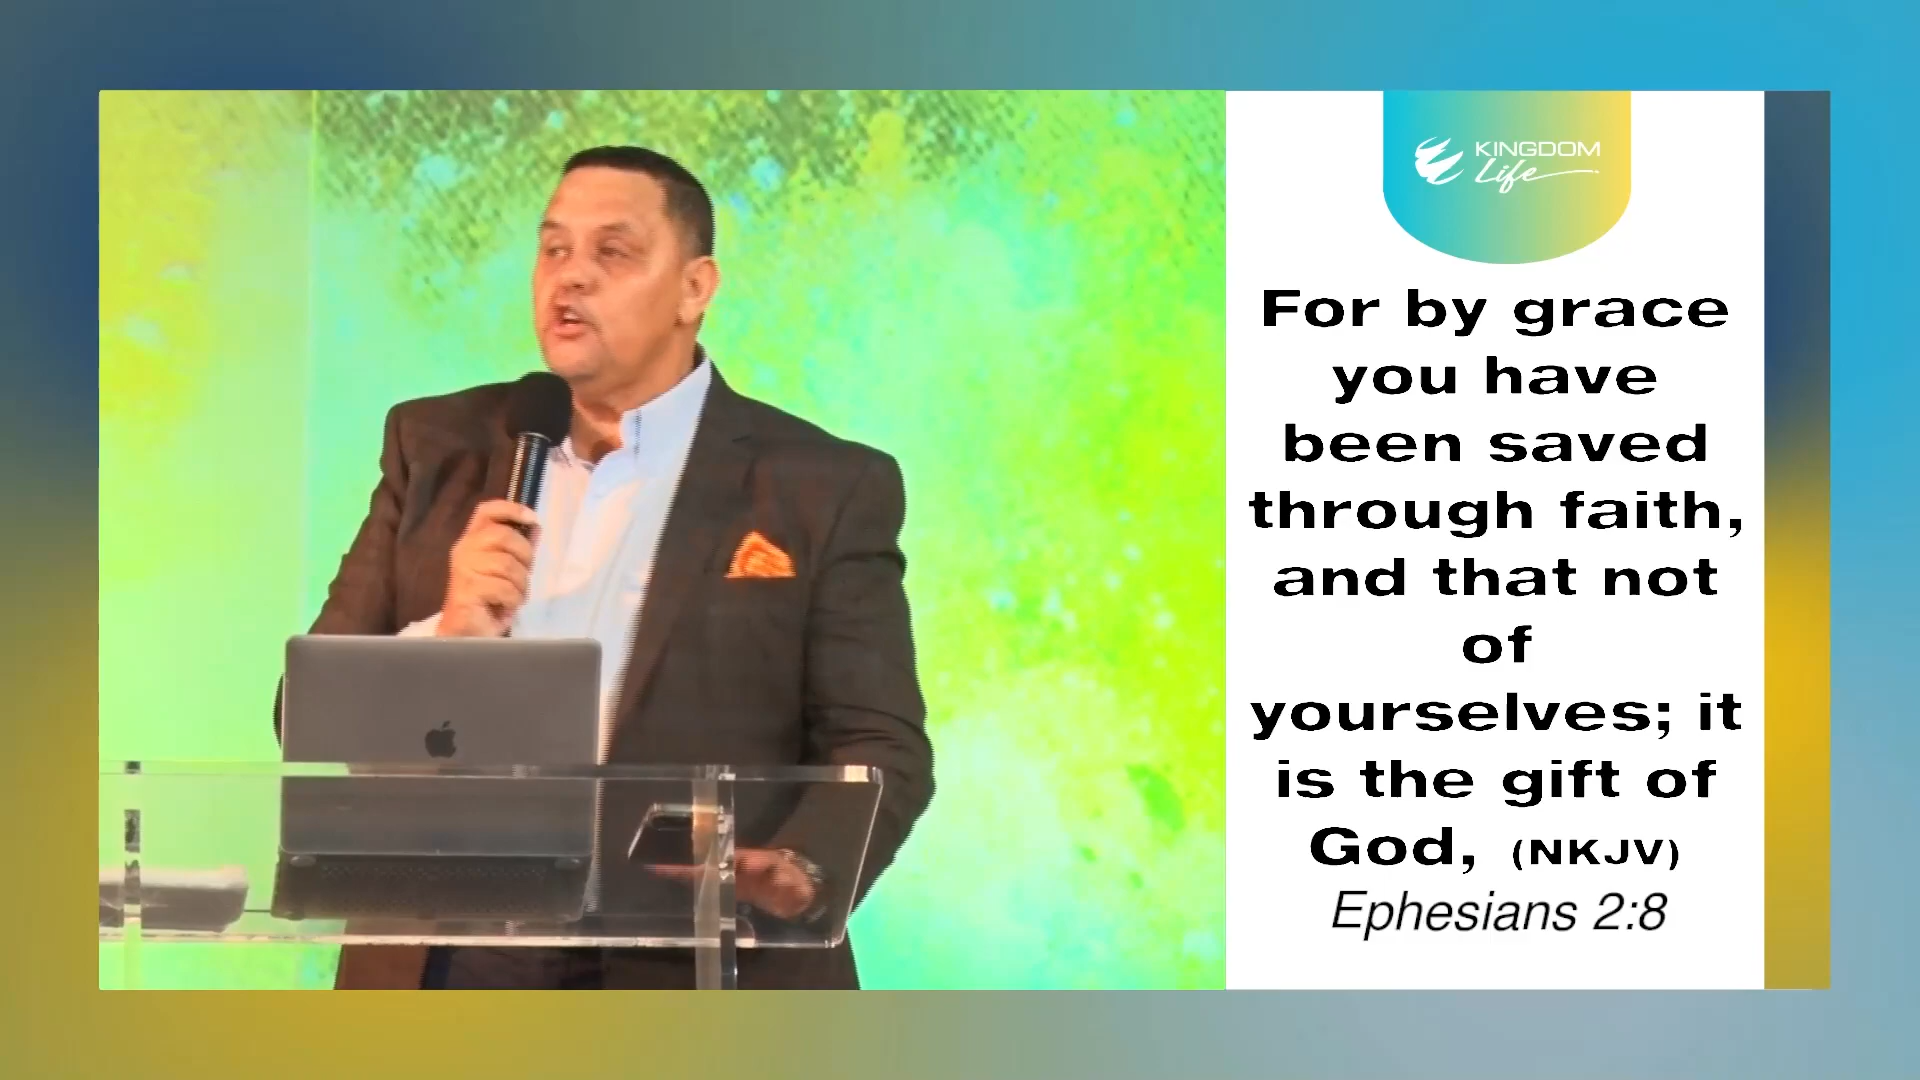 KINGDOM
Life
For by grace
you have
been saved
through faith,
and that not
of
yourselves; it
is the gift of
God, (NKJV)
Ephesians 2:8